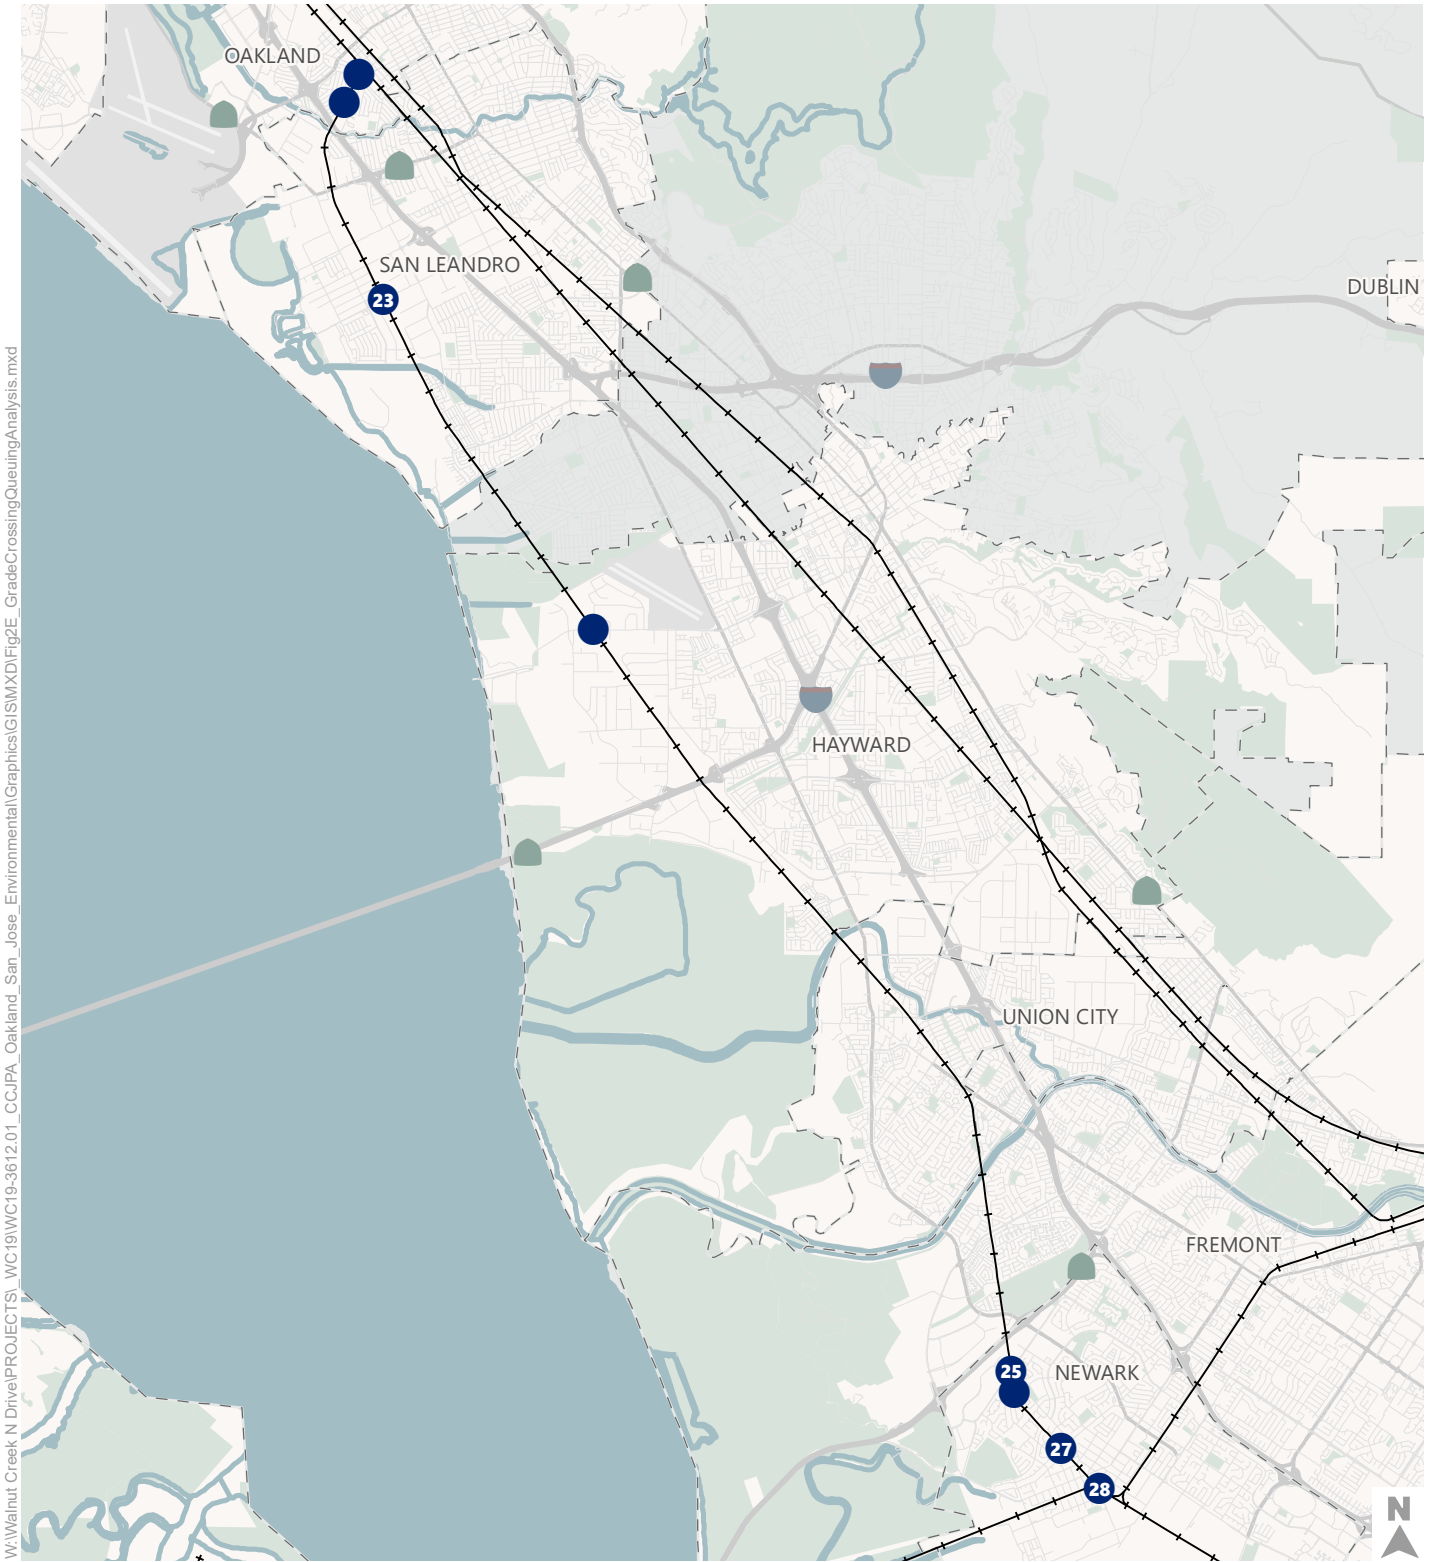 OAKLAND
SAN LEANDRO
23
DUBLIN
HAYWARD
UNION CITY
FREMONT
25
NEWARK
27
28
N
W:\Walnut Creek N Drive\PROJECTS\_WC19\WC19-3612.01_CCJPA_Oakland_San_Jose_Environmental\Graphics\GIS\MXD\Fig2E_GradeCrossingQueuingAnalysis.mxd